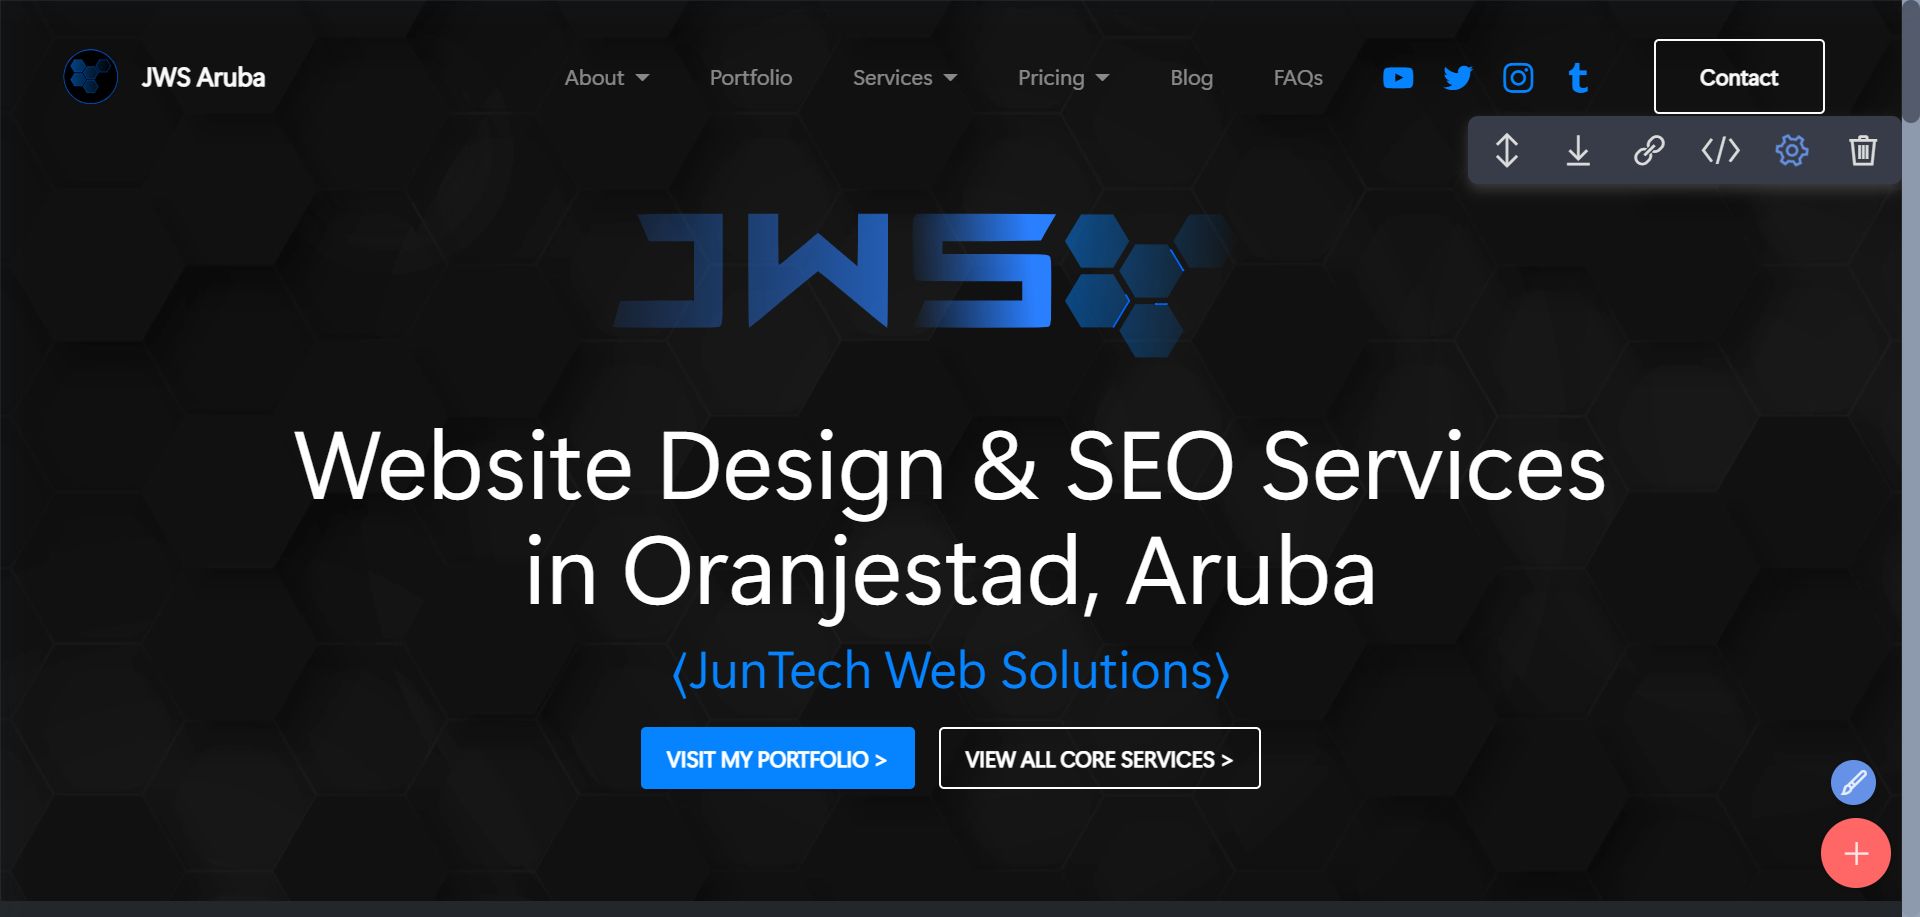 JWS Aruba
About
Portfolio
Services
Pricing
Blog
FAQs
Contact
JWS
Website Design & SEO Services
in Oranjestad, Aruba
⟨JunTech Web Solutions⟩
VISIT MY PORTFOLIO >
VIEW ALL CORE SERVICES >